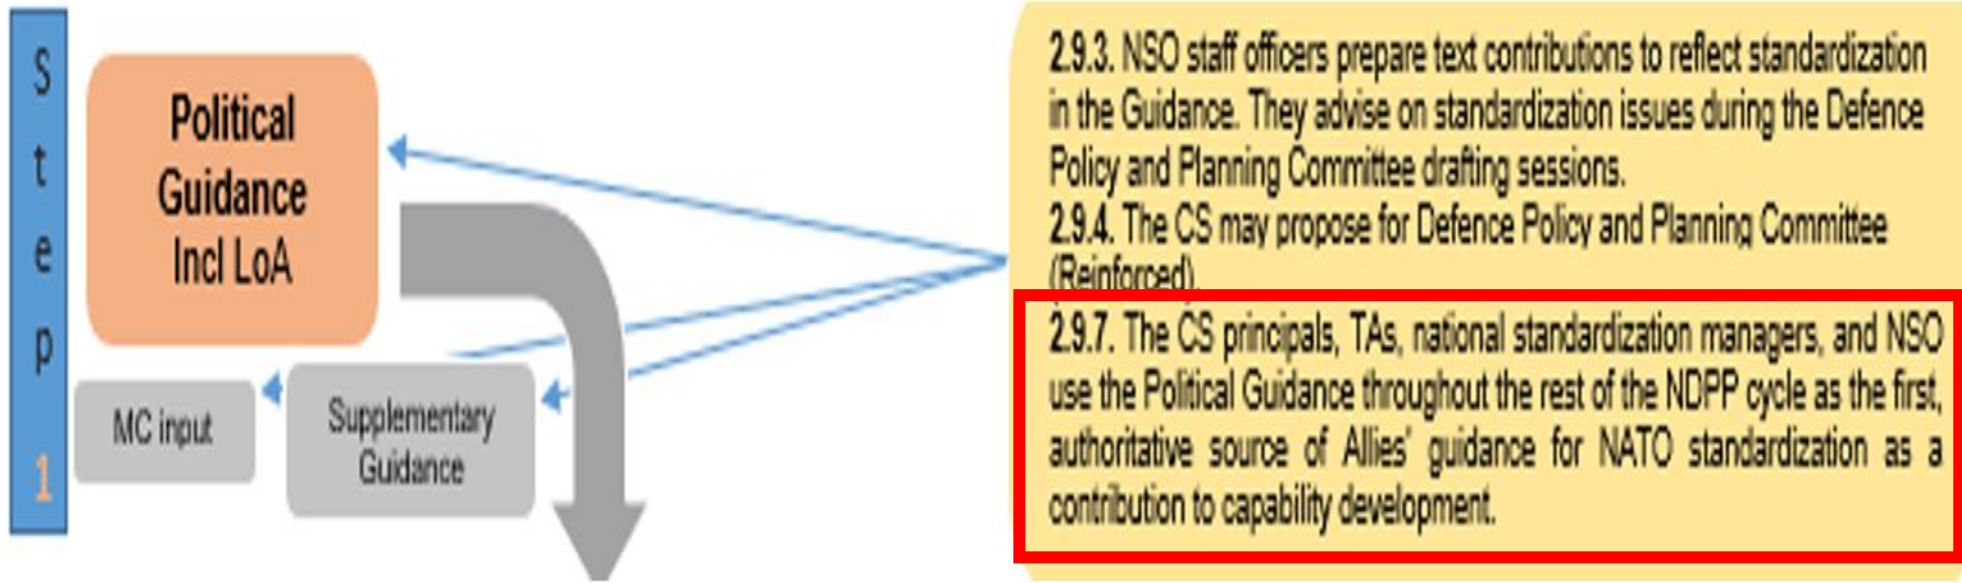 Step 1
Political
Guidance
Incl LoA
MC input
Supplementary
Guidance
2.9.3. NSO staff officers prepare text contributions to reflect standardization
in the Guidance. They advise on standardization issues during the Defence
Policy and Planning Committee drafting sessions.
2.9.4. The CS may propose for Defence Policy and Planning Committee
(Reinforced).
2.9.7. The CS principals, TAs, national standardization managers, and NSO
use the Political Guidance throughout the rest of the NDPP cycle as the first,
authoritative source of Allies' guidance for NATO standardization as a
contribution to capability development.